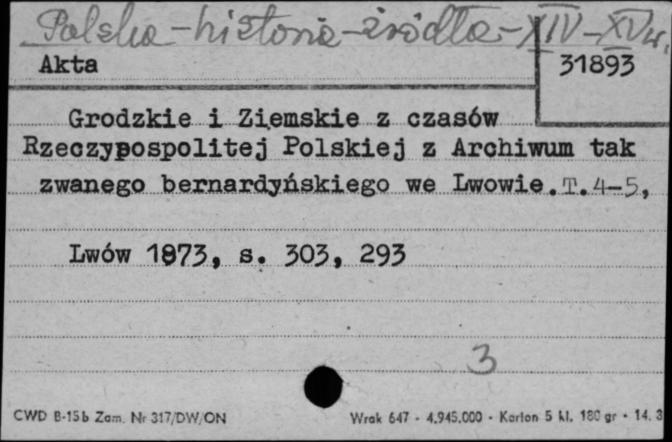 Polska - historia - źródła - XIV - XV w.
Akta
31893
Grodzkie i Ziemskie z czasów
Rzeczypospolitej Polskiej z Archiwum tak
zwanego bernardyńskiego we Lwowie. T. 4-5,
Lwów 1873, s. 303, 293
3
CWD B-15b Zam. Nr 317/DW/ON
Wrak 647 - 4.945.000 - Karton 5 kl. 180 gr - 14. 3